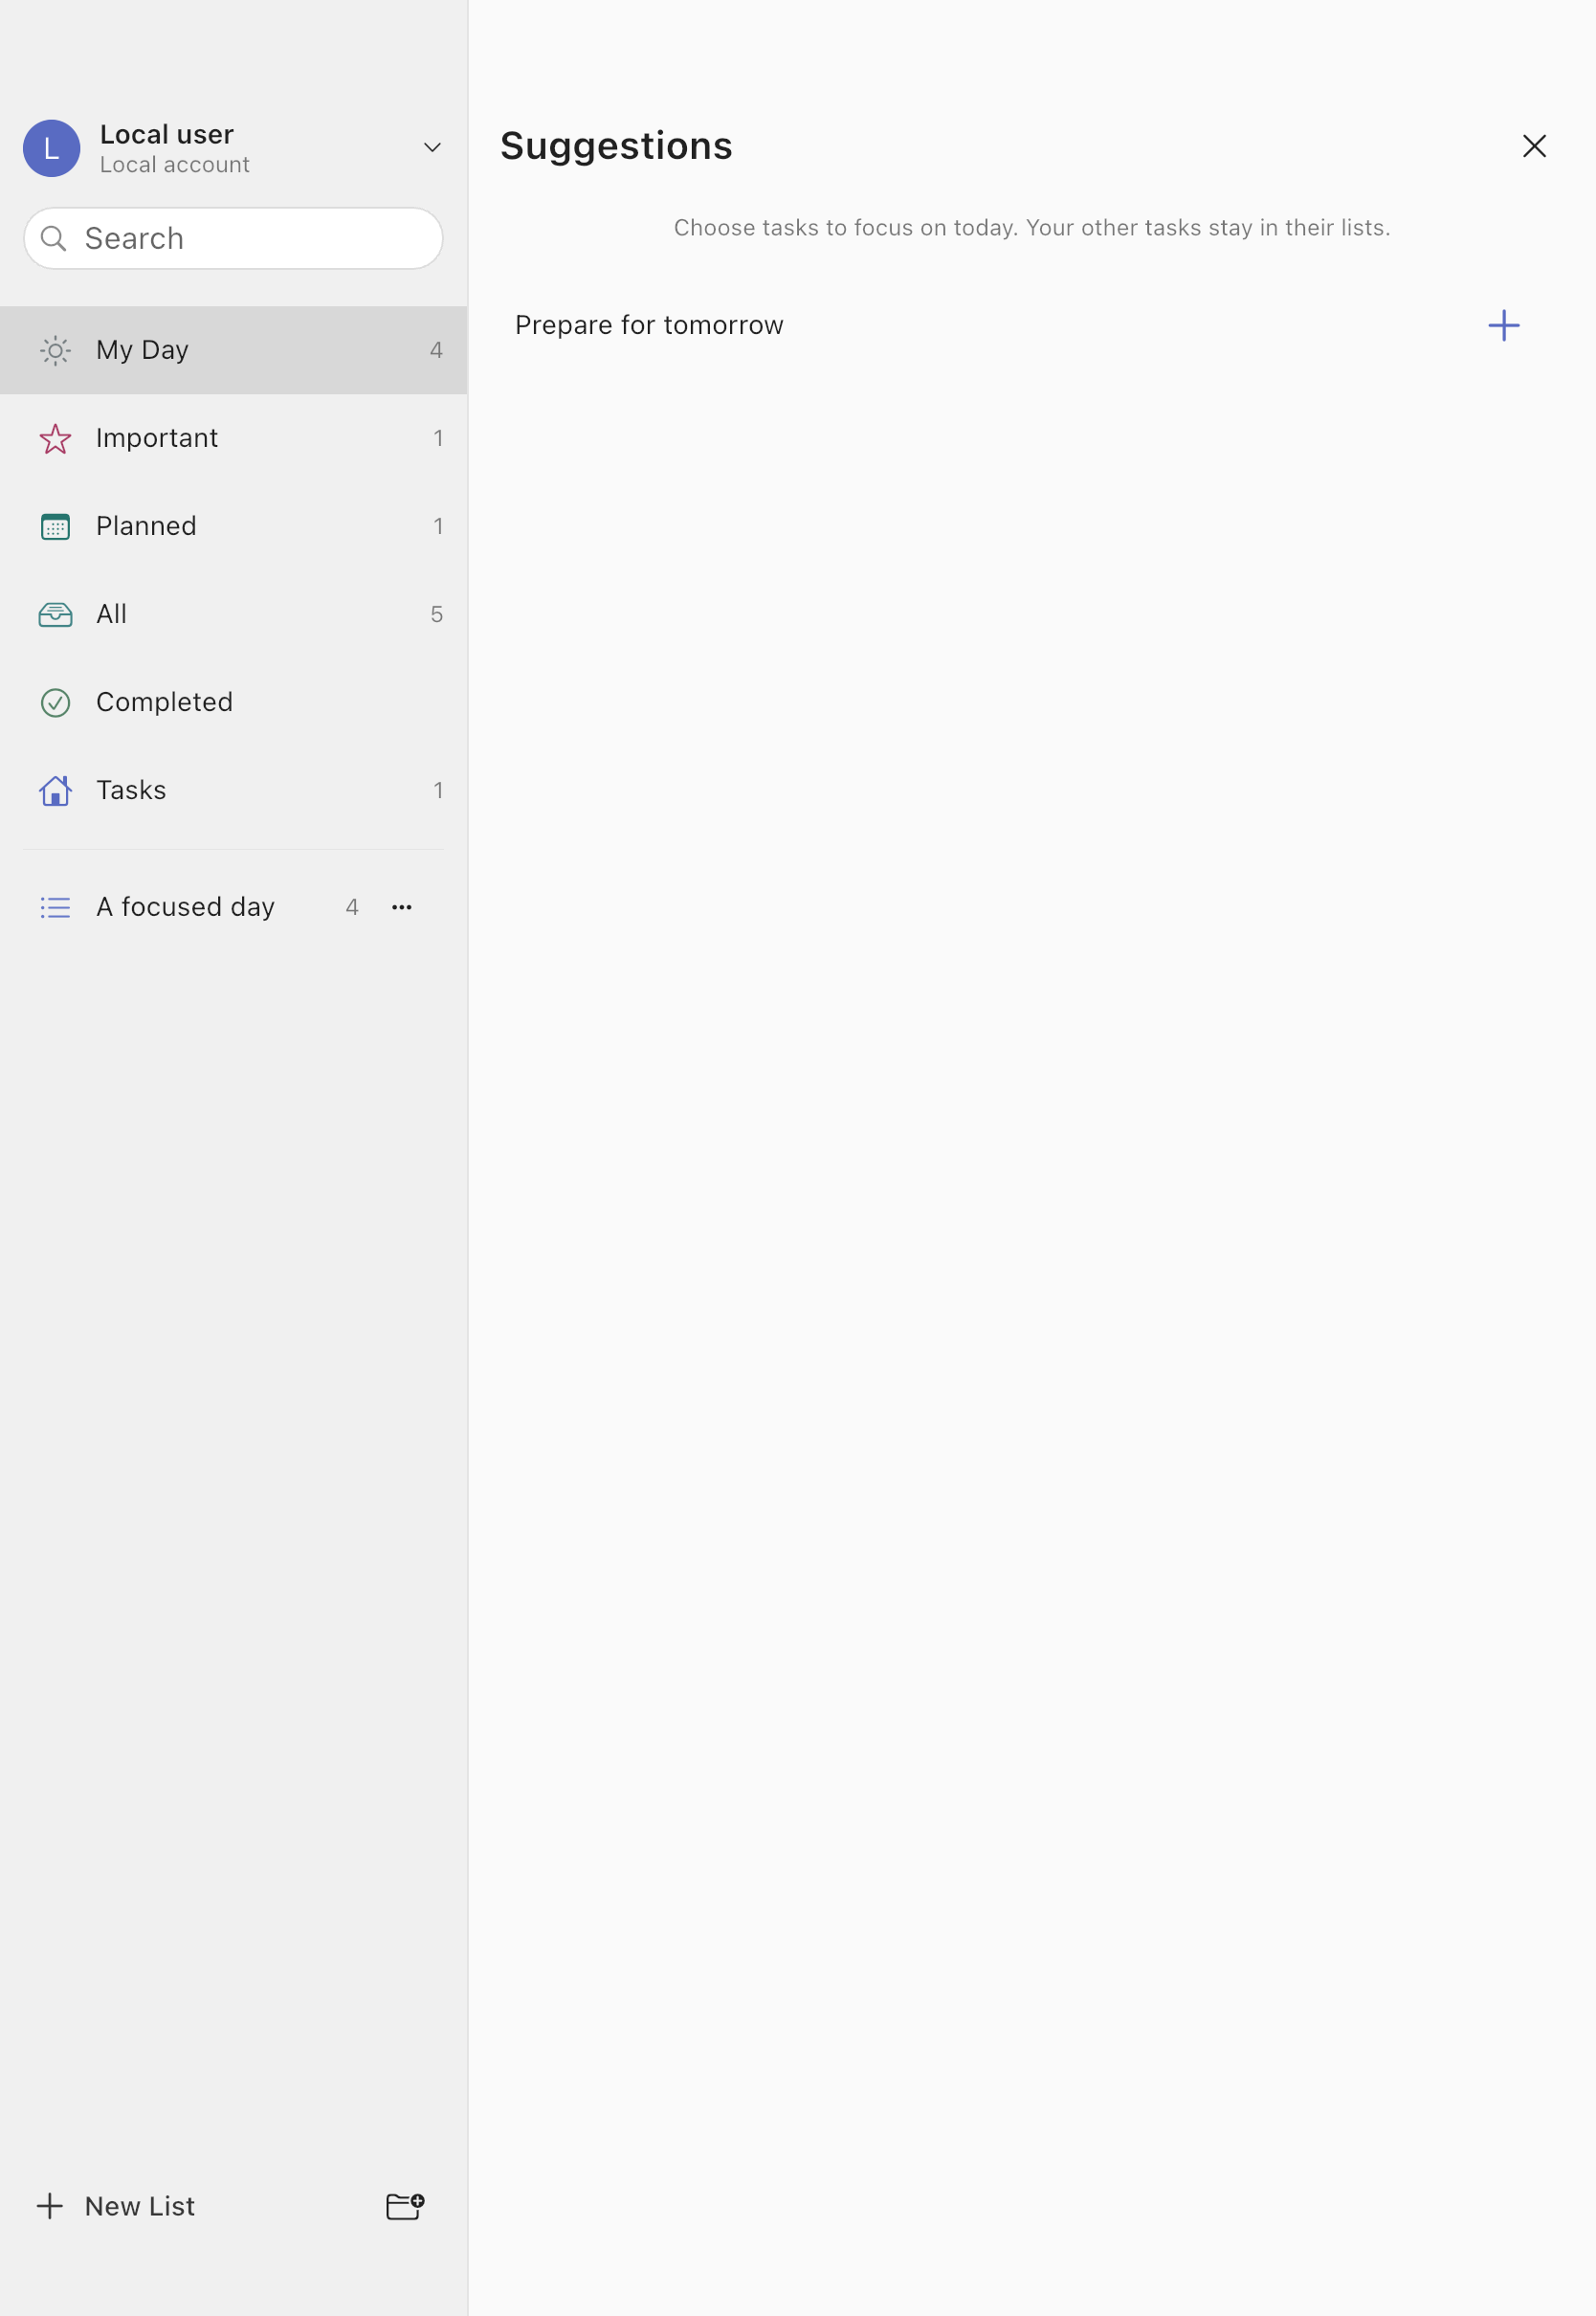 L
Local user
Local account
Search
My Day 4
Important 1
Planned 1
All 5
Completed
Tasks 1
A focused day 4
New List
Suggestions
Choose tasks to focus on today. Your other tasks stay in their lists.
Prepare for tomorrow